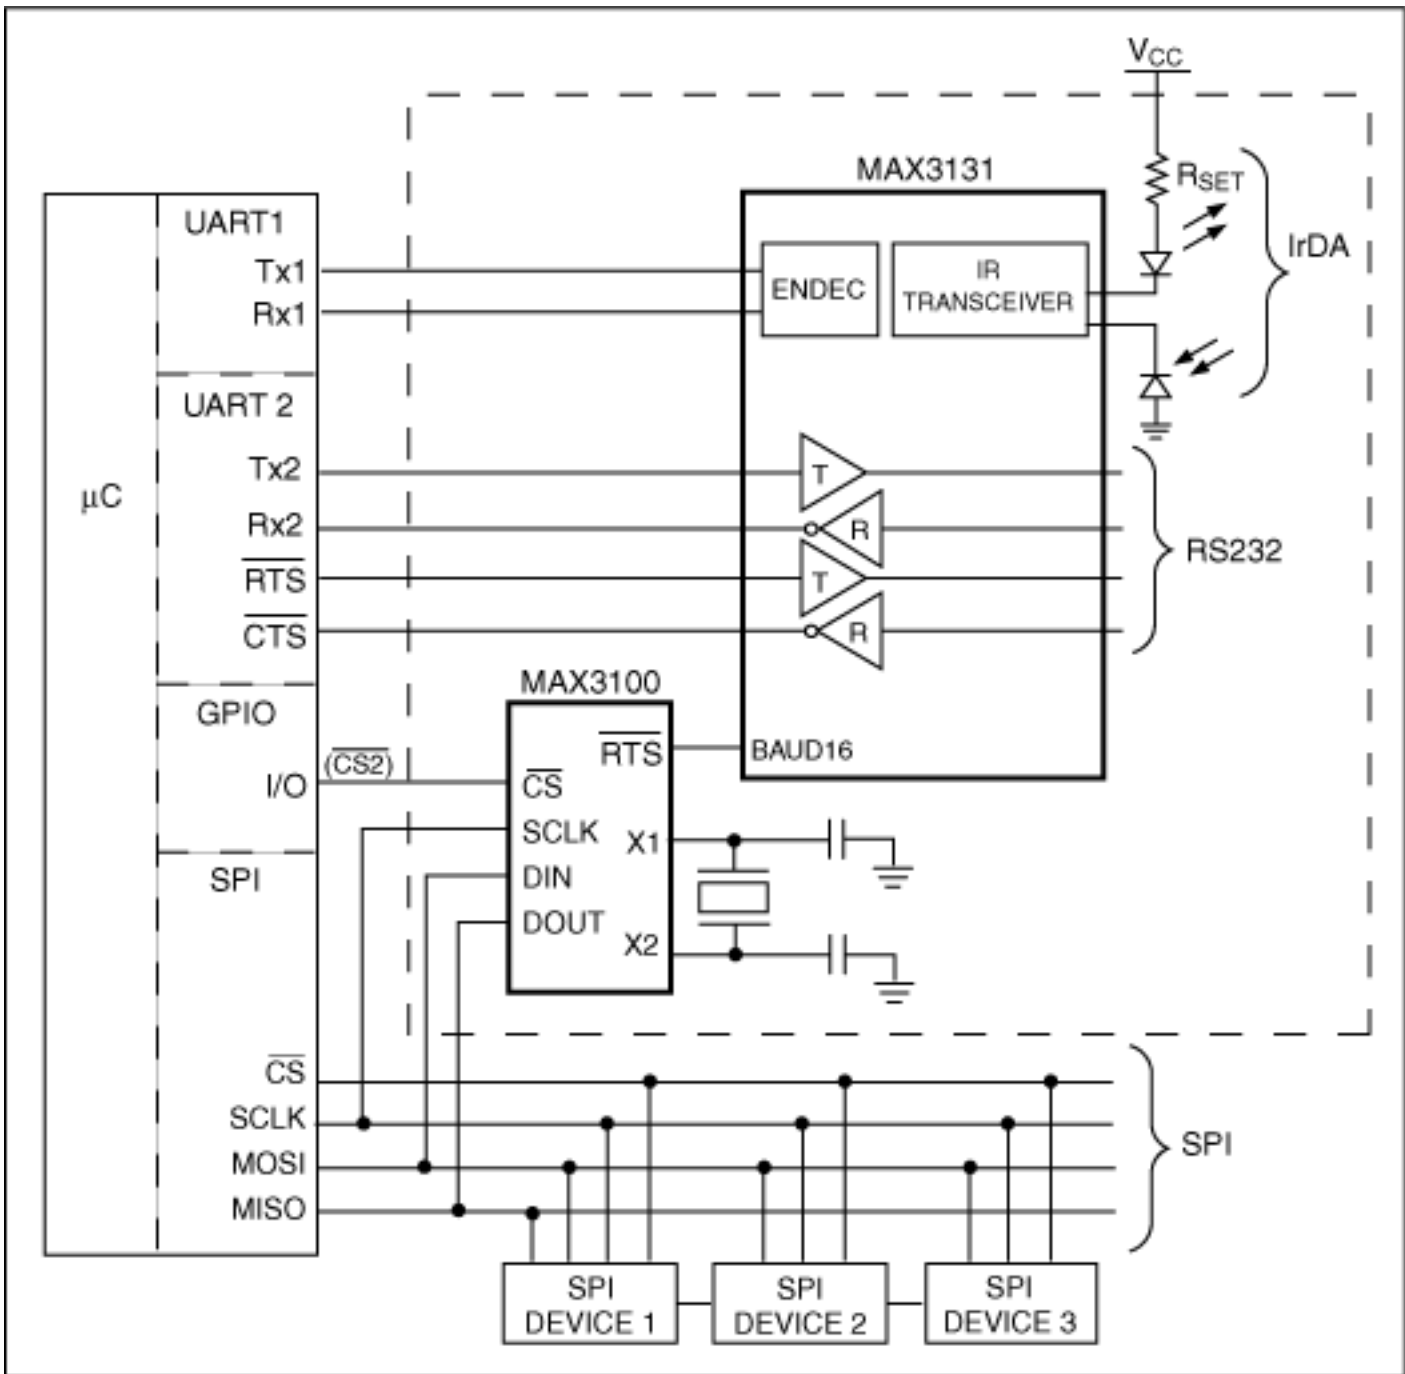 VCC
MAX3131
RSET
IrDA
UART1
Tx1
Rx1
ENDEC
IR
TRANSCEIVER
UART 2
Tx2
Rx2
RTS
CTS
T
R
T
R
RS232
μC
MAX3100
GPIO
I/O
(CS2)
RTS
CS
SCLK
DIN
DOUT
X1
X2
BAUD16
SPI
CS
SCLK
MOSI
MISO
SPI
SPI
DEVICE 1
SPI
DEVICE 2
SPI
DEVICE 3